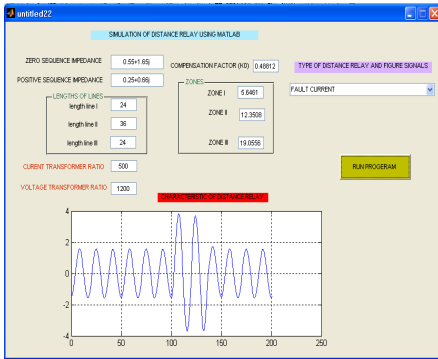 untitled22
SIMULATION OF DISTANCE RELAY USING MATLAB
ZERO SEQUENCE IMPEDANCE 0.55+1.65j
COMPENSATION FACTOR (K0) 0.48812
TYPE OF DISTANCE RELAY AND FIGURE SIGNALS
POSITIVE SEQUENCE IMPEDANCE 0.25+0.66j
FAULT CURRENT
LENGTHS OF LINES
length line I 24
length line II 36
length line III 24
ZONES
ZONE I 5.6461
ZONE II 12.3508
ZONE III 19.0556
CURENT TRANSFORMER RATIO 500
VOLTAGE TRANSFORMER RATIO 1200
RUN PROGERAM
CHARACTERISTIC OF DISTANCE RELAY
4
2
0
-2
-4
0 50 100 150 200 250